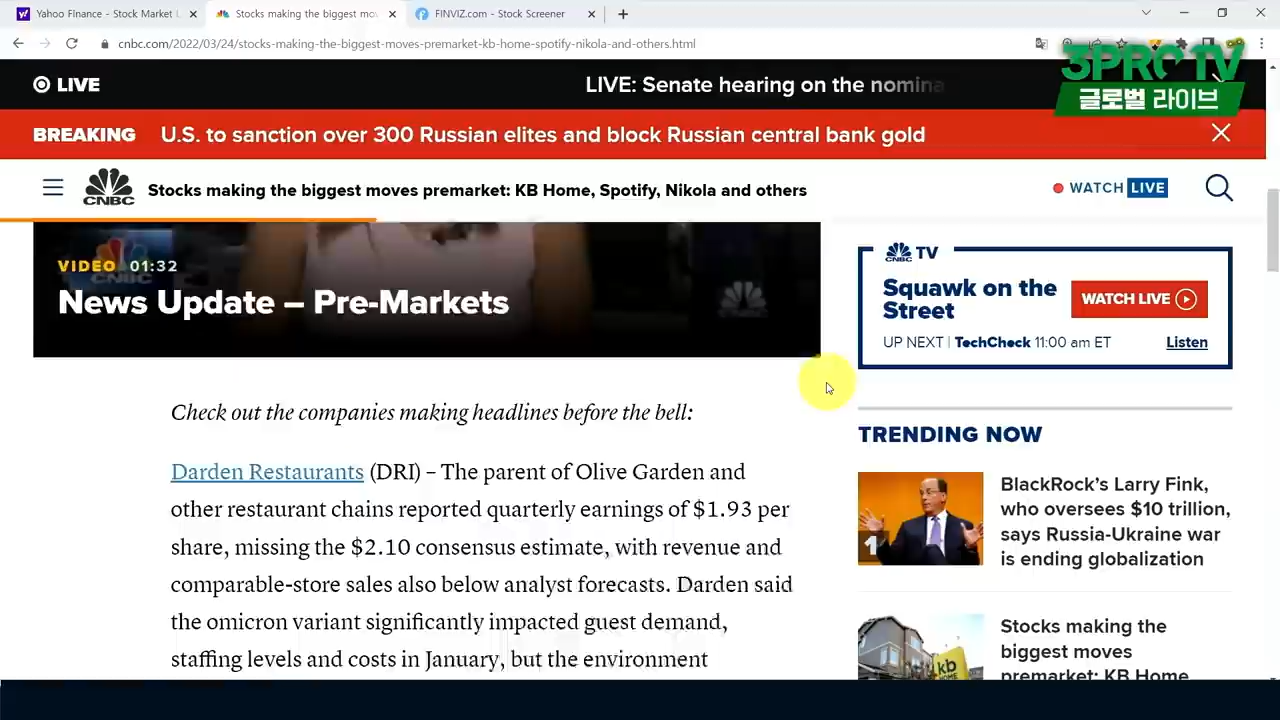 Yahoo Finance - Stock Market L
Stocks making the biggest mov
FINVIZ.com - Stock Screener
cnbc.com/2022/03/24/stocks-making-the-biggest-moves-premarket-kb-home-spotify-nikola-and-others.html
3PRO TV
글로벌 라이브
LIVE
LIVE: Senate hearing on the nomina
BREAKING
U.S. to sanction over 300 Russian elites and block Russian central bank gold
CNBC
Stocks making the biggest moves premarket: KB Home, Spotify, Nikola and others
WATCH LIVE
VIDEO 01:32
News Update – Pre-Markets
Check out the companies making headlines before the bell:
Darden Restaurants (DRI) – The parent of Olive Garden and
other restaurant chains reported quarterly earnings of $1.93 per
share, missing the $2.10 consensus estimate, with revenue and
comparable-store sales also below analyst forecasts. Darden said
the omicron variant significantly impacted guest demand,
staffing levels and costs in January, but the environment
CNBC TV
Squawk on the
Street
WATCH LIVE
UP NEXT | TechCheck 11:00 am ET
Listen
TRENDING NOW
1
BlackRock's Larry Fink,
who oversees $10 trillion,
says Russia-Ukraine war
is ending globalization
kb
Stocks making the
biggest moves
premarket: KB Home,